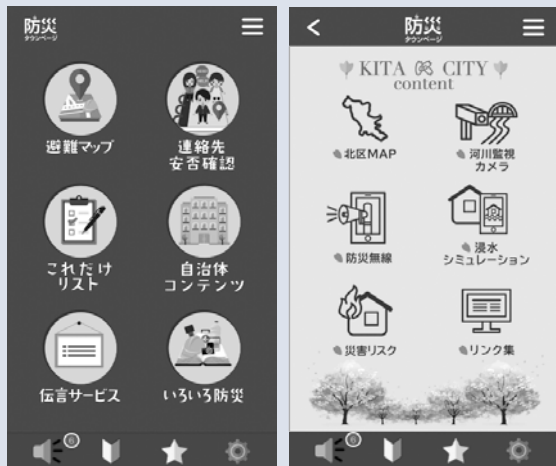 防災
タウンページ
避難マップ
連絡先
安否確認
これだけ
リスト
自治体
コンテンツ
伝言サービス
いろいろ防災
6
防災
タウンページ
KITA CITY
content
北区MAP
河川監視
カメラ
防災無線
浸水
シミュレーション
災害リスク
リンク集
6